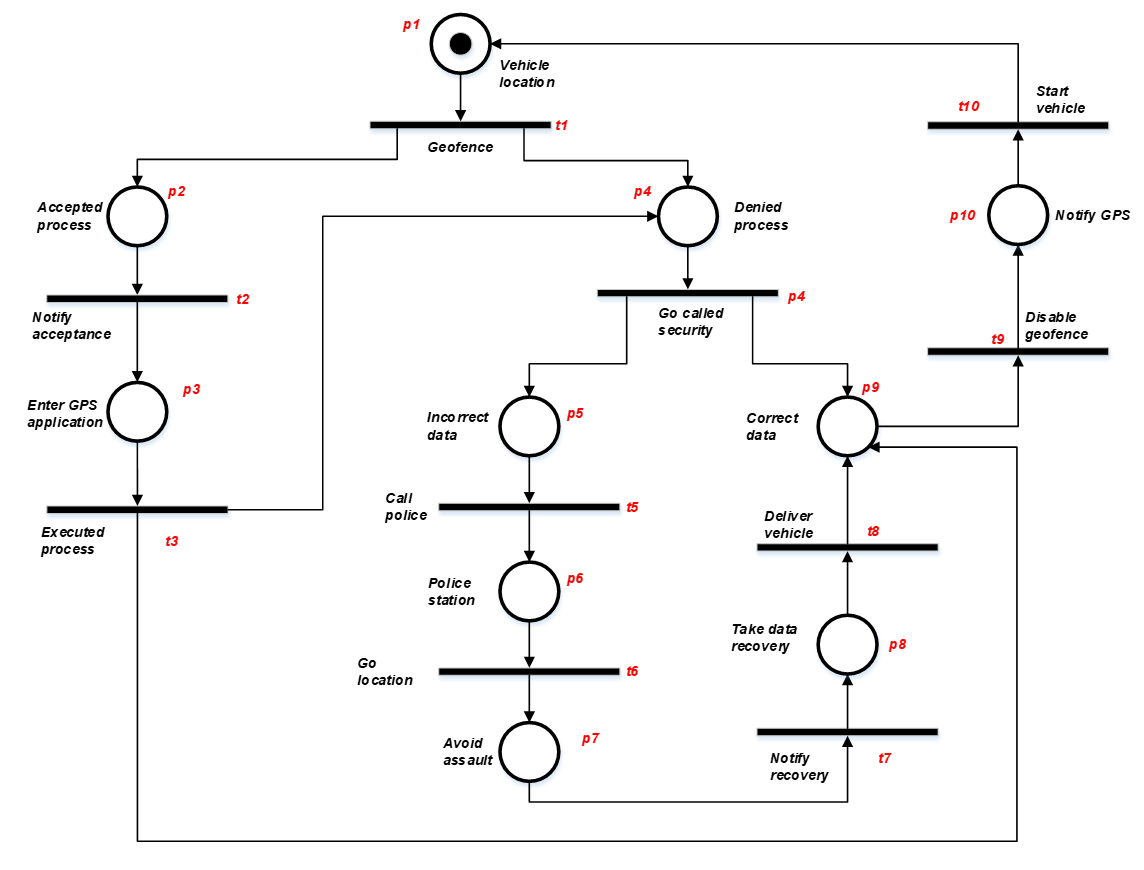 p1
Vehicle
location
t1
Geofence
t10
Start
vehicle
p2
Accepted
process
p4
Denied
process
p10
Notify GPS
t2
Notify
acceptance
p4
Go called
security
Disable
geofence
t9
p3
Enter GPS
application
p5
Incorrect
data
p9
Correct
data
Executed
process
t3
Call
police
t5
Deliver
vehicle
t8
Police
station
p6
Take data
recovery
p8
Go
location
t6
Avoid
assault
p7
Notify
recovery
t7